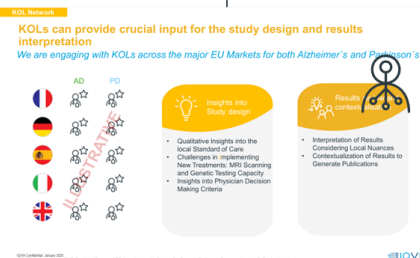 KOL Network
KOLs can provide crucial input for the study design and results
interpretation
We are engaging with KOLs across the major EU Markets for both Alzheimer´s and Parkinson´s
AD PD
Insights into
Study design
Results
ILLUSTRATIVE
• Qualitative Insights into the
local Standard of Care
• Challenges in Implementing
New Treatments: MRI Scanning
and Genetic Testing Capacity
• Insights into Physician Decision
Making Criteria
• Interpretation of Results
Considering Local Nuances
• Contextualization of Results to
Generate Publications
Confidential. January 2025